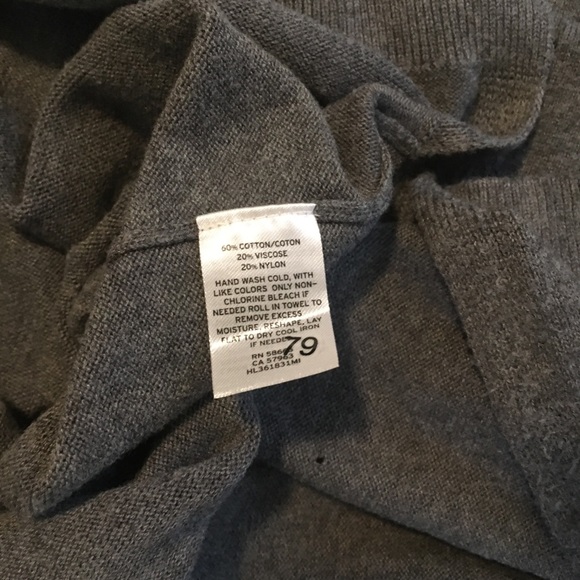 60% COTTON/COTON
20% VISCOSE
20% NYLON
HAND WASH COLD, WITH
LIKE COLORS ONLY NON-
CHLORINE BLEACH IF
NEEDED ROLL IN TOWEL TO
REMOVE EXCESS
MOISTURE, RESHAPE, LAY
FLAT TO DRY COOL IRON
IF NEEDED
79
RN
CA 57963
HL361831MI